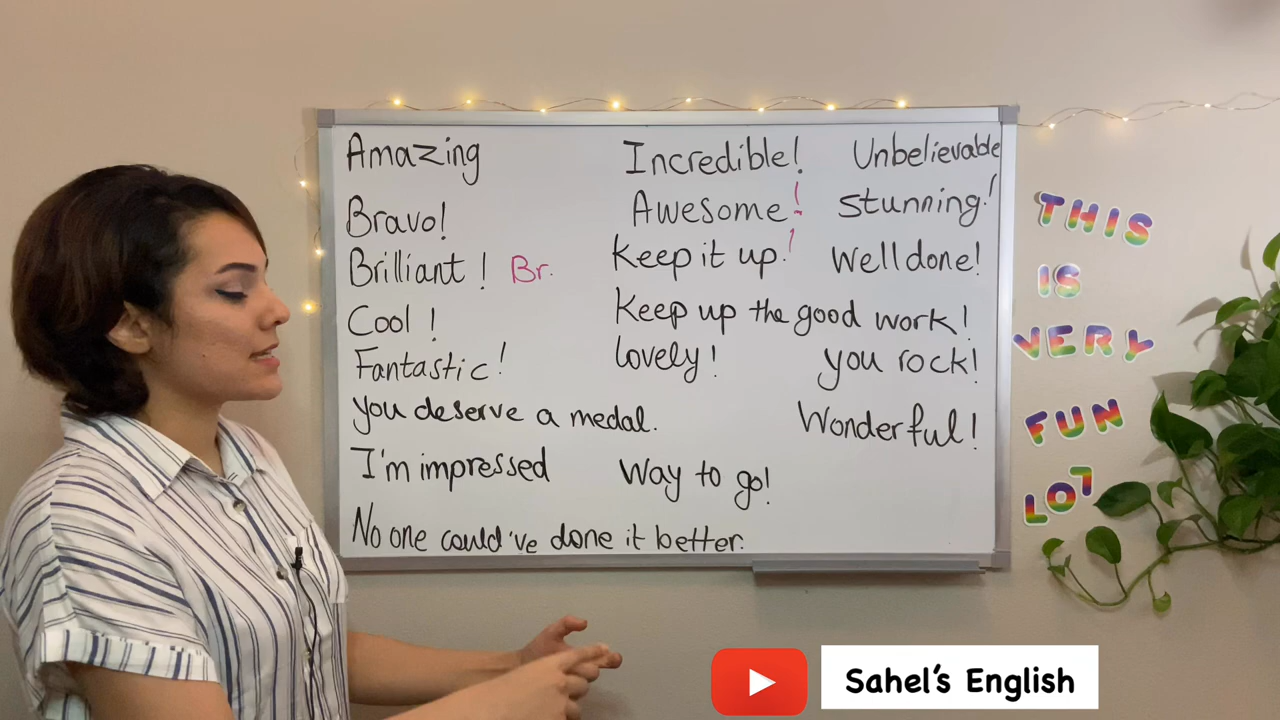 Amazing
Bravo!
Brilliant ! Br.
Cool !
Fantastic !
you deserve a medal.
I'm impressed
No one could've done it better.
Incredible!
Awesome!
Keep it up!
Keep up the good work!
lovely !
Way to go!
Unbelievable
Stunning!
Well done!
you rock!
Wonderful!
THIS
IS
VERY
FUN
LOT
Sahel's English